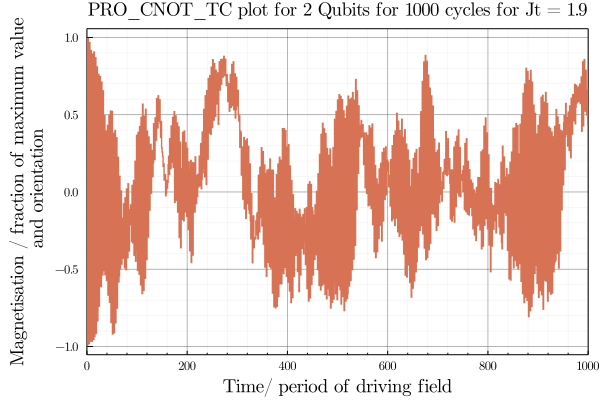 PRO_CNOT_TC plot for 2 Qubits for 1000 cycles for Jt = 1.9
Magnetisation / fraction of maximum value
and orientation
1.0
0.5
0.0
−0.5
−1.0
0
200
400
600
800
1000
Time/ period of driving field